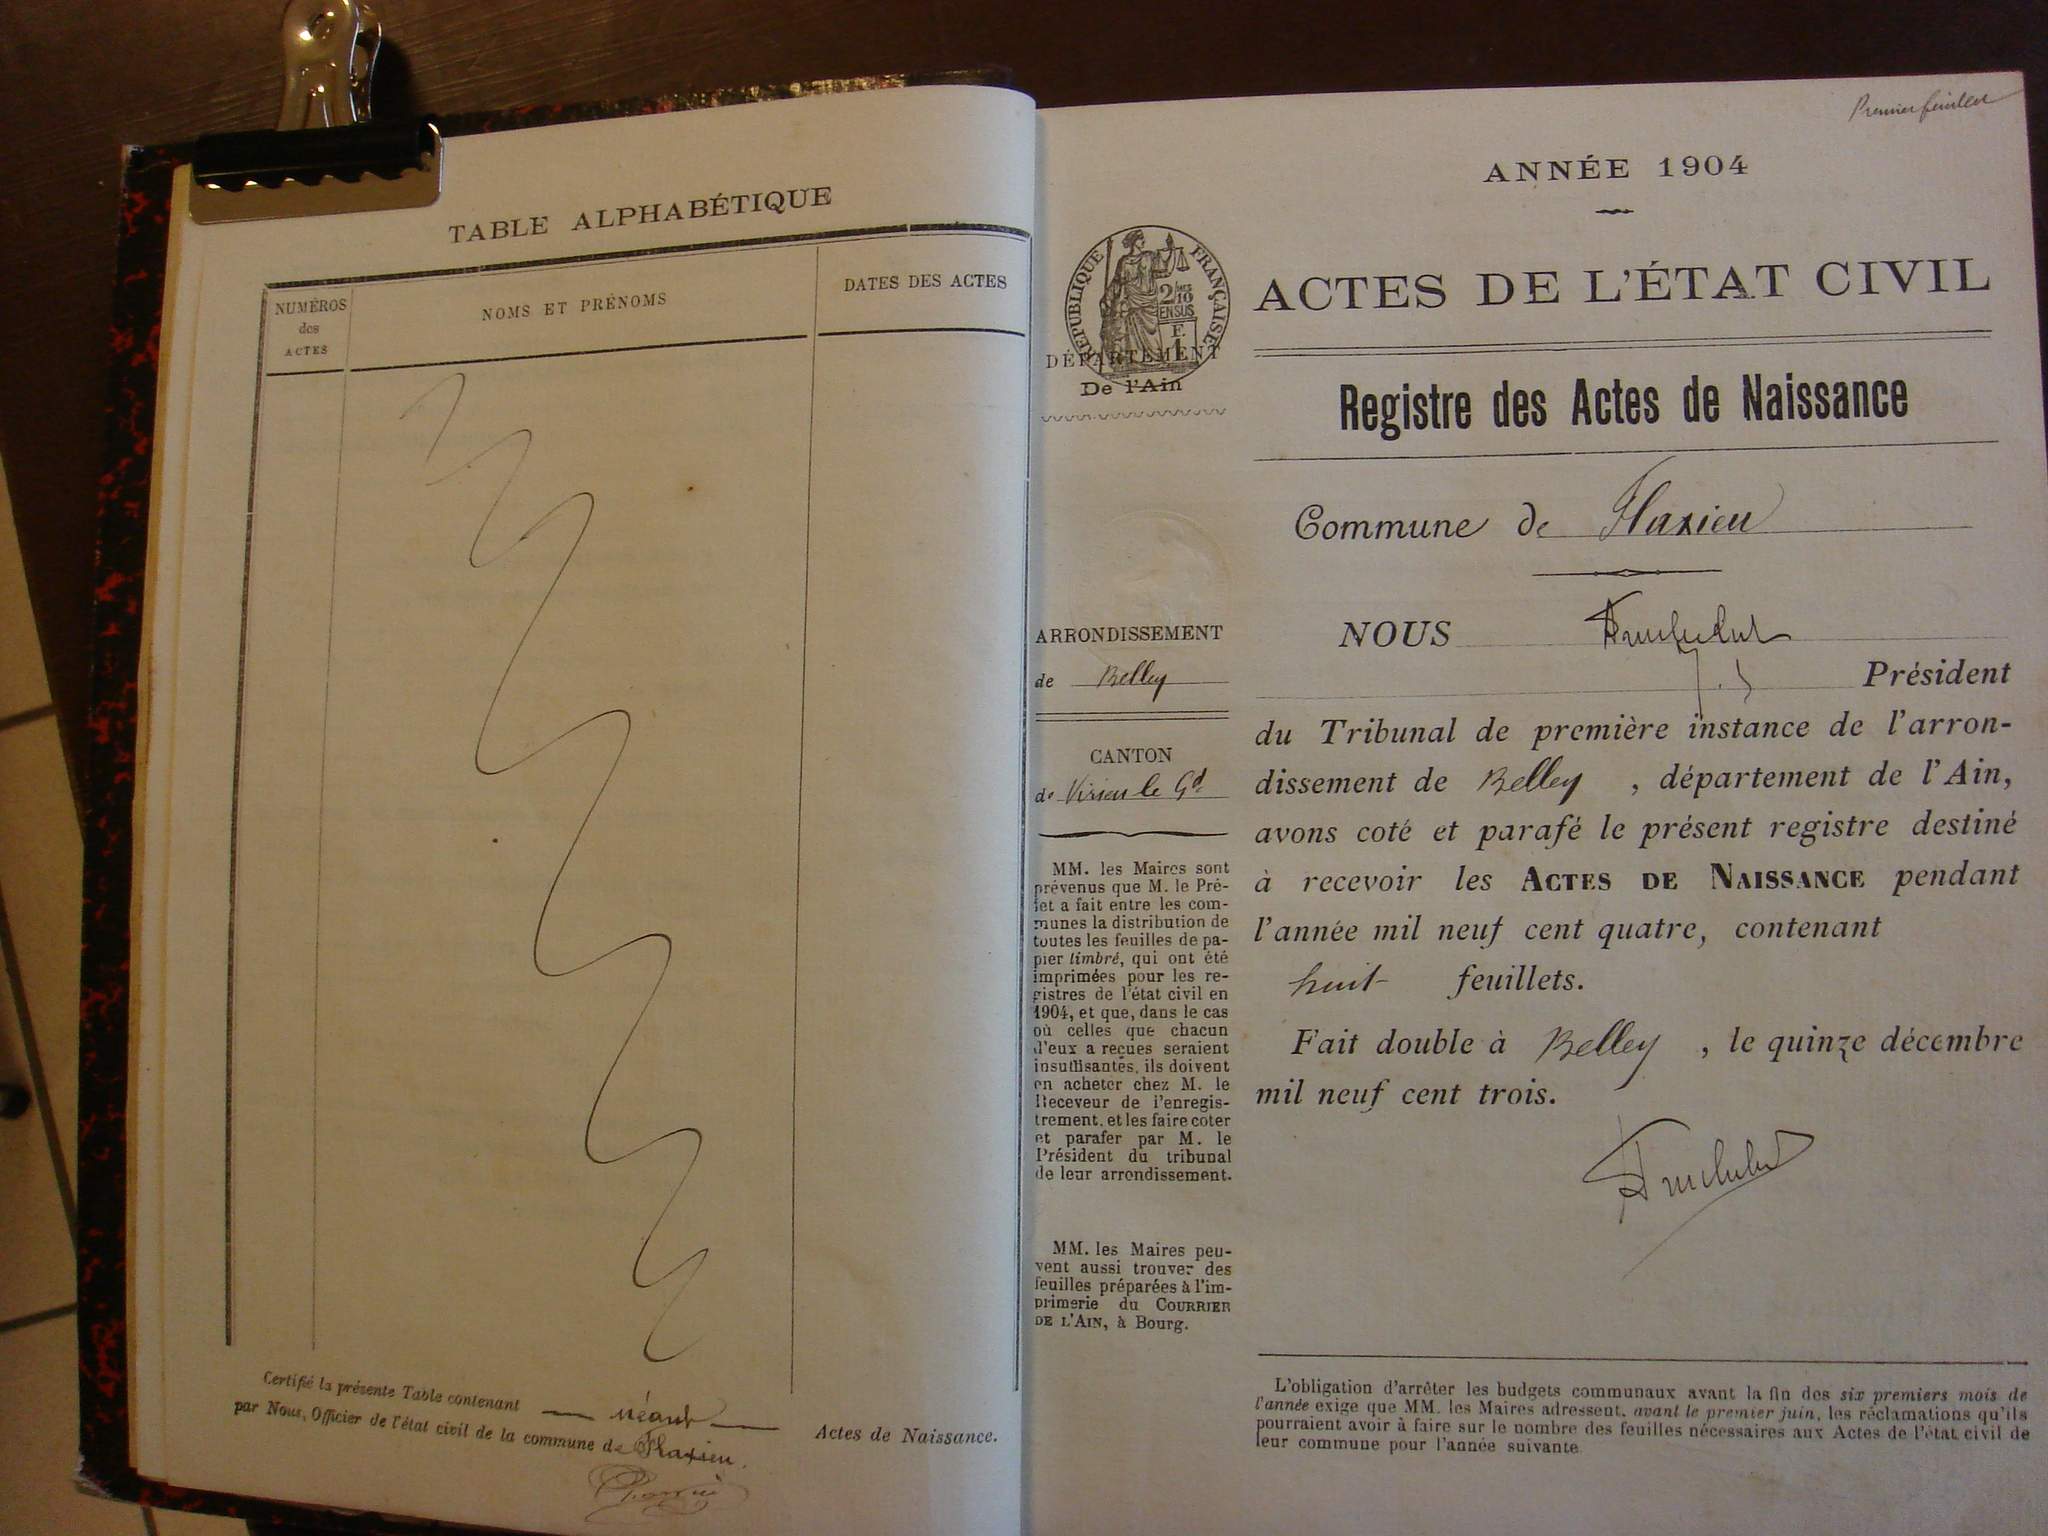 TABLE ALPHABÉTIQUE
NUMÉROS
des
ACTES
NOMS ET PRÉNOMS
DATES DES ACTES
Certifié la présente Table contenant néant Actes de Naissance.
par Nous, Officier de l'état civil de la commune de Flaxieu.
Premier feuillet
ANNÉE 1904
RÉPUBLIQUE FRANÇAISE
2/10
EN SUS
F.
1
DÉPARTEMENT
De l'Ain
ARRONDISSEMENT
de Belley
CANTON
de Virieu le Gd
MM. les Maires sont
prévenus que M. le Pré-
fet a fait entre les com-
munes la distribution de
toutes les feuilles de pa-
pier timbré, qui ont été
imprimées pour les re-
gistres de l'état civil en
1904, et que, dans le cas
où celles que chacun
d'eux a reçues seraient
insuffisantes, ils doivent
en acheter chez M. le
Receveur de l'enregis-
trement, et les faire coter
et parafer par M. le
Président du tribunal
de leur arrondissement.
MM. les Maires peu-
vent aussi trouver des
feuilles préparées à l'im-
primerie du COURRIER
DE L'AIN, à Bourg.
ACTES DE L'ÉTAT CIVIL
Registre des Actes de Naissance
Commune de Flaxieu
NOUS
Président
du Tribunal de première instance de l'arron-
dissement de Belley, département de l'Ain,
avons coté et parafé le présent registre destiné
à recevoir les ACTES DE NAISSANCE pendant
l'année mil neuf cent quatre, contenant
huit feuillets.
Fait double à Belley, le quinze décembre
mil neuf cent trois.
L'obligation d'arrêter les budgets communaux avant la fin des six premiers mois de
l'année exige que MM. les Maires adressent, avant le premier juin, les réclamations qu'ils
pourraient avoir à faire sur le nombre des feuilles nécessaires aux Actes de l'état civil de
leur commune pour l'année suivante